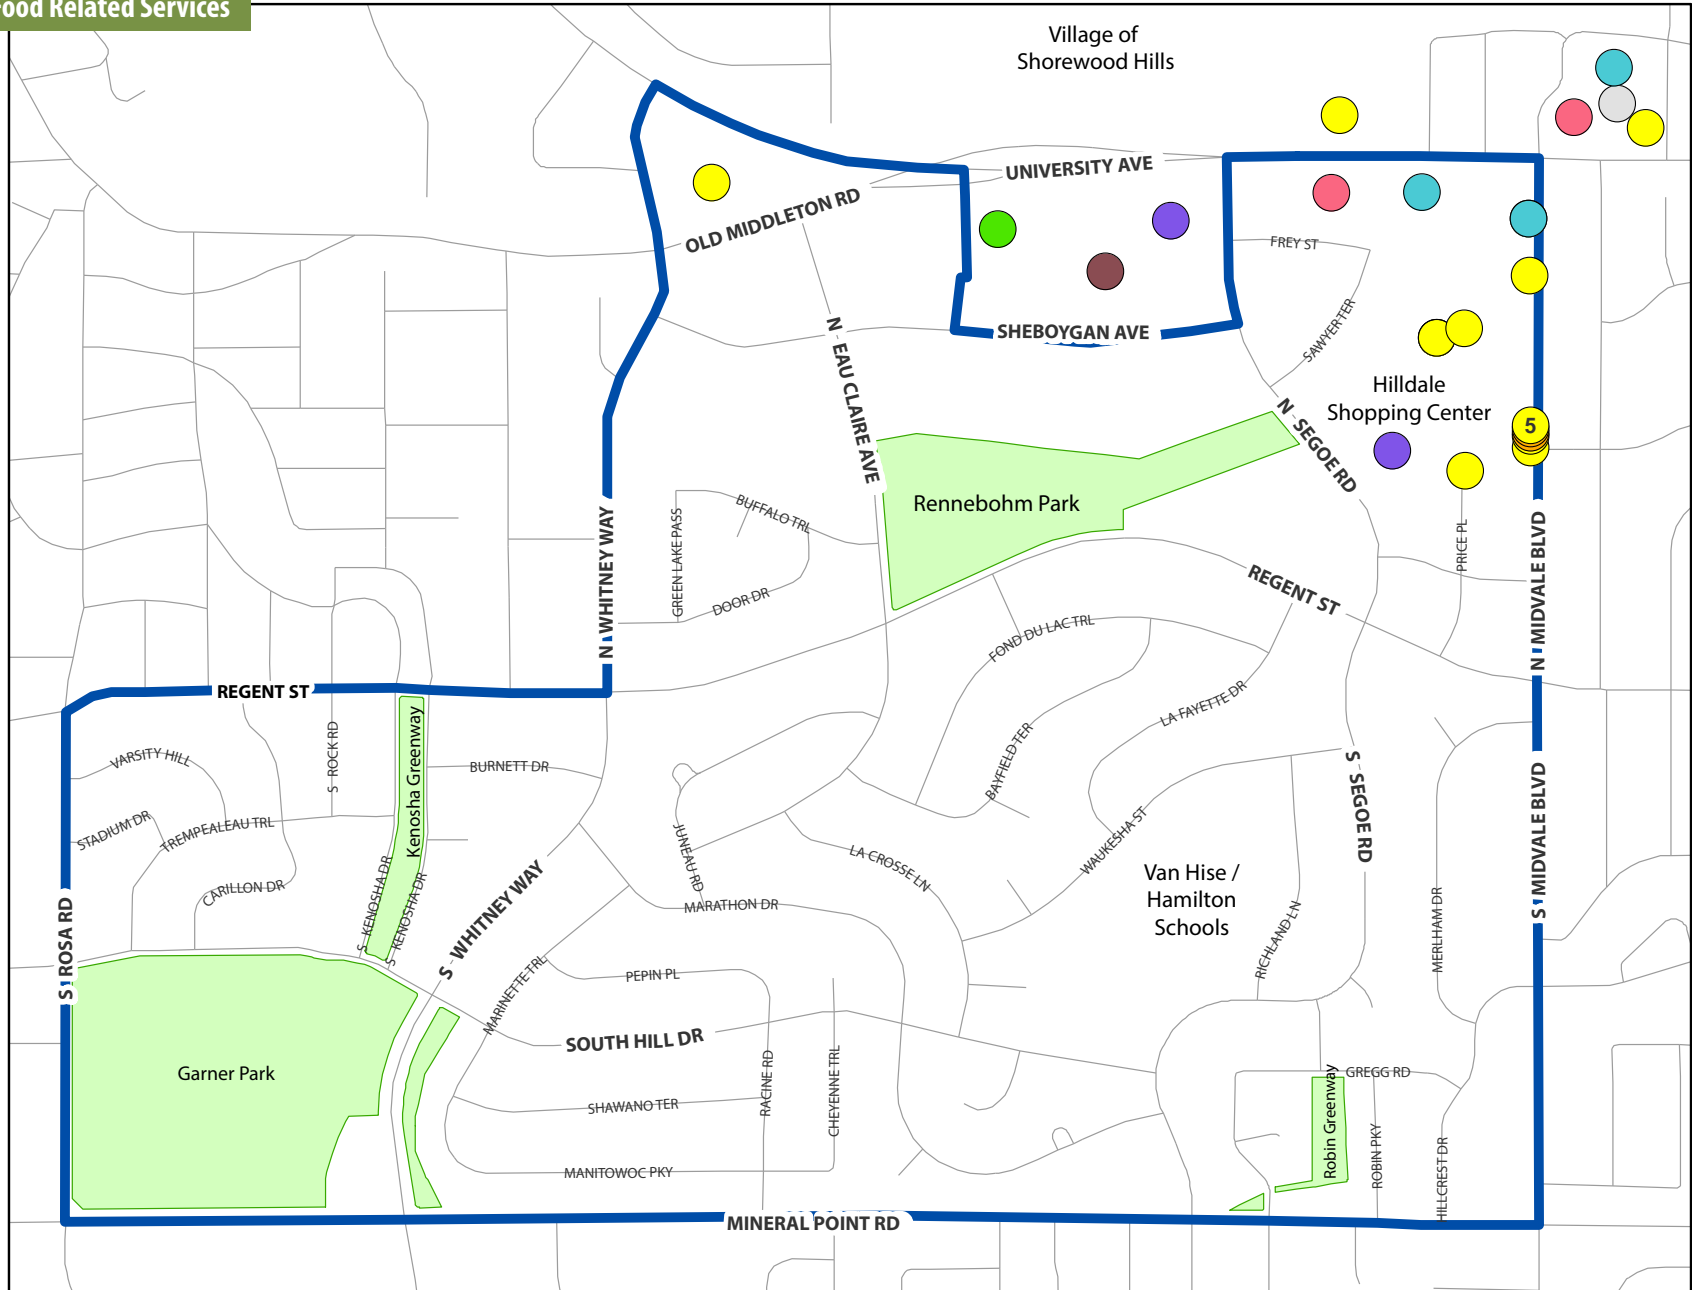 Food Related Services
Village of
Shorewood Hills
UNIVERSITY AVE
OLD MIDDLETON RD
FREY ST
SAWYER TER
SHEBOYGAN AVE
N EAU CLAIRE AVE
Hilldale
Shopping Center
N SEGOE RD
5
Rennebohm Park
BUFFALO TRL
GREEN LAKE PASS
DOOR DR
N WHITNEY WAY
PRICE PL
N MIDVALE BLVD
REGENT ST
FOND DU LAC TRL
LA FAYETTE DR
BAYFIELD TER
REGENT ST
S ROCK RD
Kenosha Greenway
VARSITY HILL
BURNETT DR
STADIUM DR
TREMPEALEAU TRL
CARILLON DR
S KENOSHA DR
S KENOSHA DR
S WHITNEY WAY
JUNEAU RD
LA CROSSE LN
WAUKESHA ST
S SEGOE RD
S MIDVALE BLVD
Van Hise /
Hamilton
Schools
MARATHON DR
RICHLAND LN
MERLHAM DR
S ROSA RD
MARINETTE TRL
PEPIN PL
SOUTH HILL DR
Garner Park
SHAWANO TER
RACINE RD
CHEYENNE TRL
GREGG RD
Robin Greenway
ROBIN PKY
HILLCREST DR
MANITOWOC PKY
MINERAL POINT RD